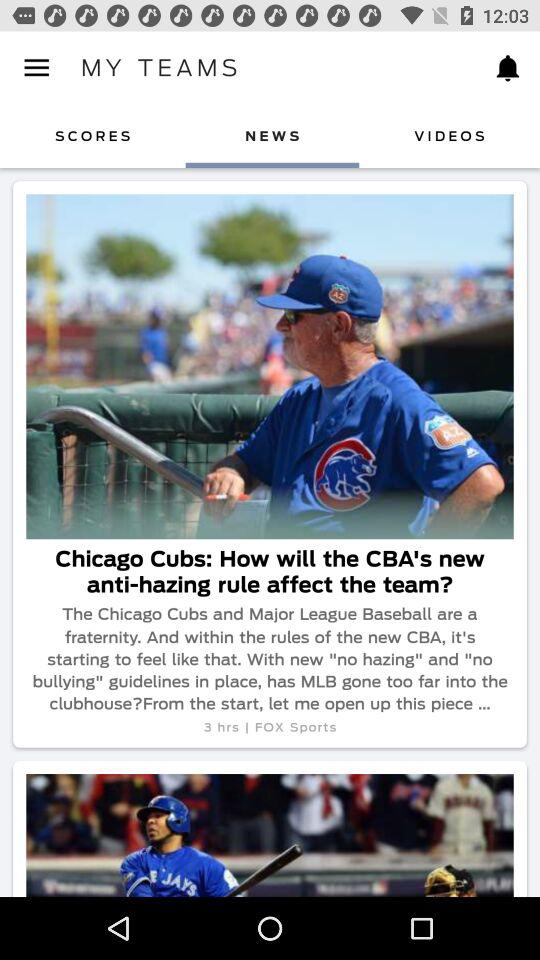 12:03
MY TEAMS
SCORES NEWS VIDEOS
Chicago Cubs: How will the CBA's new
anti-hazing rule affect the team?
The Chicago Cubs and Major League Baseball are a
fraternity. And within the rules of the new CBA, it's
starting to feel like that. With new "no hazing" and "no
bullying" guidelines in place, has MLB gone too far into the
clubhouse?From the start, let me open up this piece ...
3 hrs | FOX Sports
JAYS